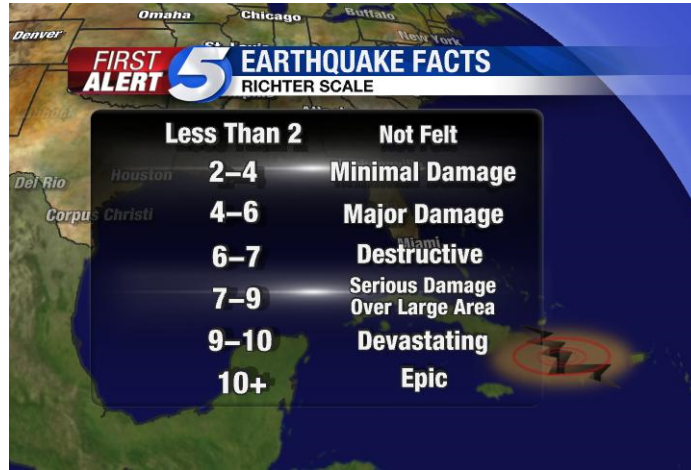 Omaha
Chicago
Buffalo
Denver
New York
St. Louis
FIRST
ALERT
5
EARTHQUAKE FACTS
RICHTER SCALE
Less Than 2 Not Felt
2–4 Minimal Damage
Del Rio
Houston
Corpus Christi
4–6 Major Damage
Miami
6–7 Destructive
7–9 Serious Damage
Over Large Area
9–10 Devastating
10+ Epic